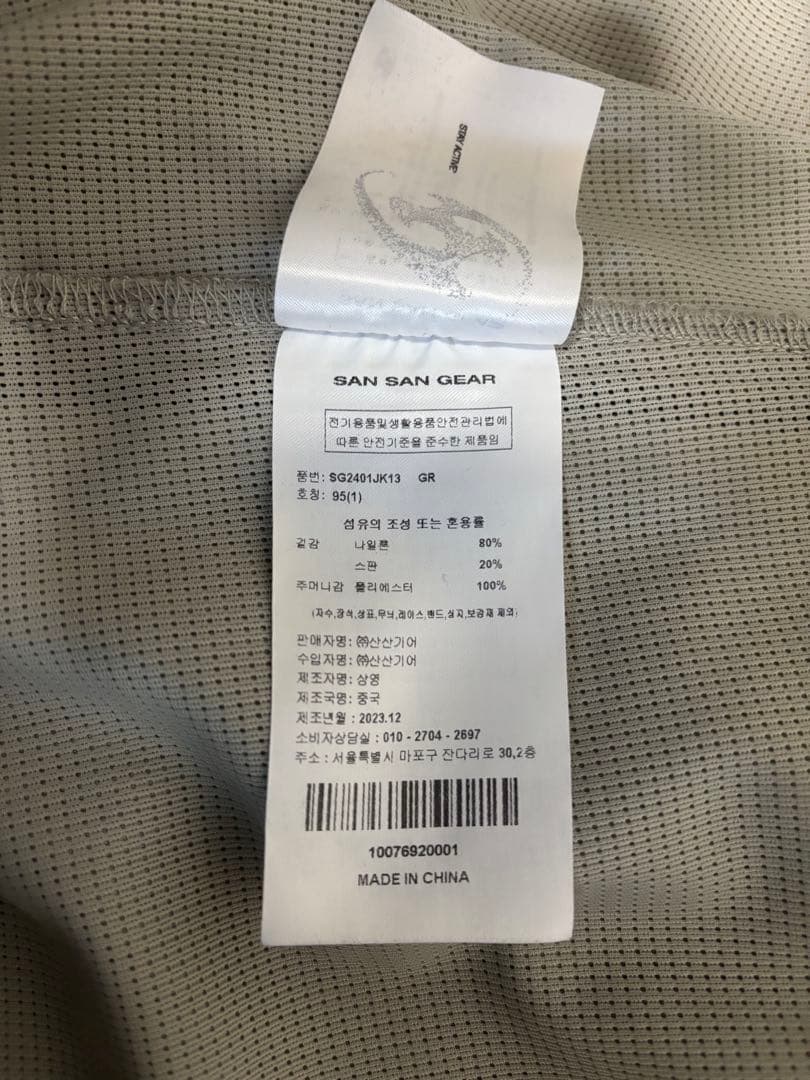 STAY ACTIVE
SAN SAN GEAR
전기용품및생활용품안전관리법에
따른 안전기준을 준수한 제품임
품번: SG2401JK13 GR
호칭: 95(1)
섬유의 조성 또는 혼용률
겉감 나일론 80%
스판 20%
주머니감 폴리에스터 100%
(자수,장식,상표,무늬,레이스,밴드,심지,보강재 제외)
판매자명: ㈜산산기어
수입자명: ㈜산산기어
제조자명: 상영
제조국명: 중국
제조년월 : 2023.12
소비자상담실 : 010 - 2704 - 2697
주소 : 서울특별시 마포구 잔다리로 30,2층
10076920001
MADE IN CHINA